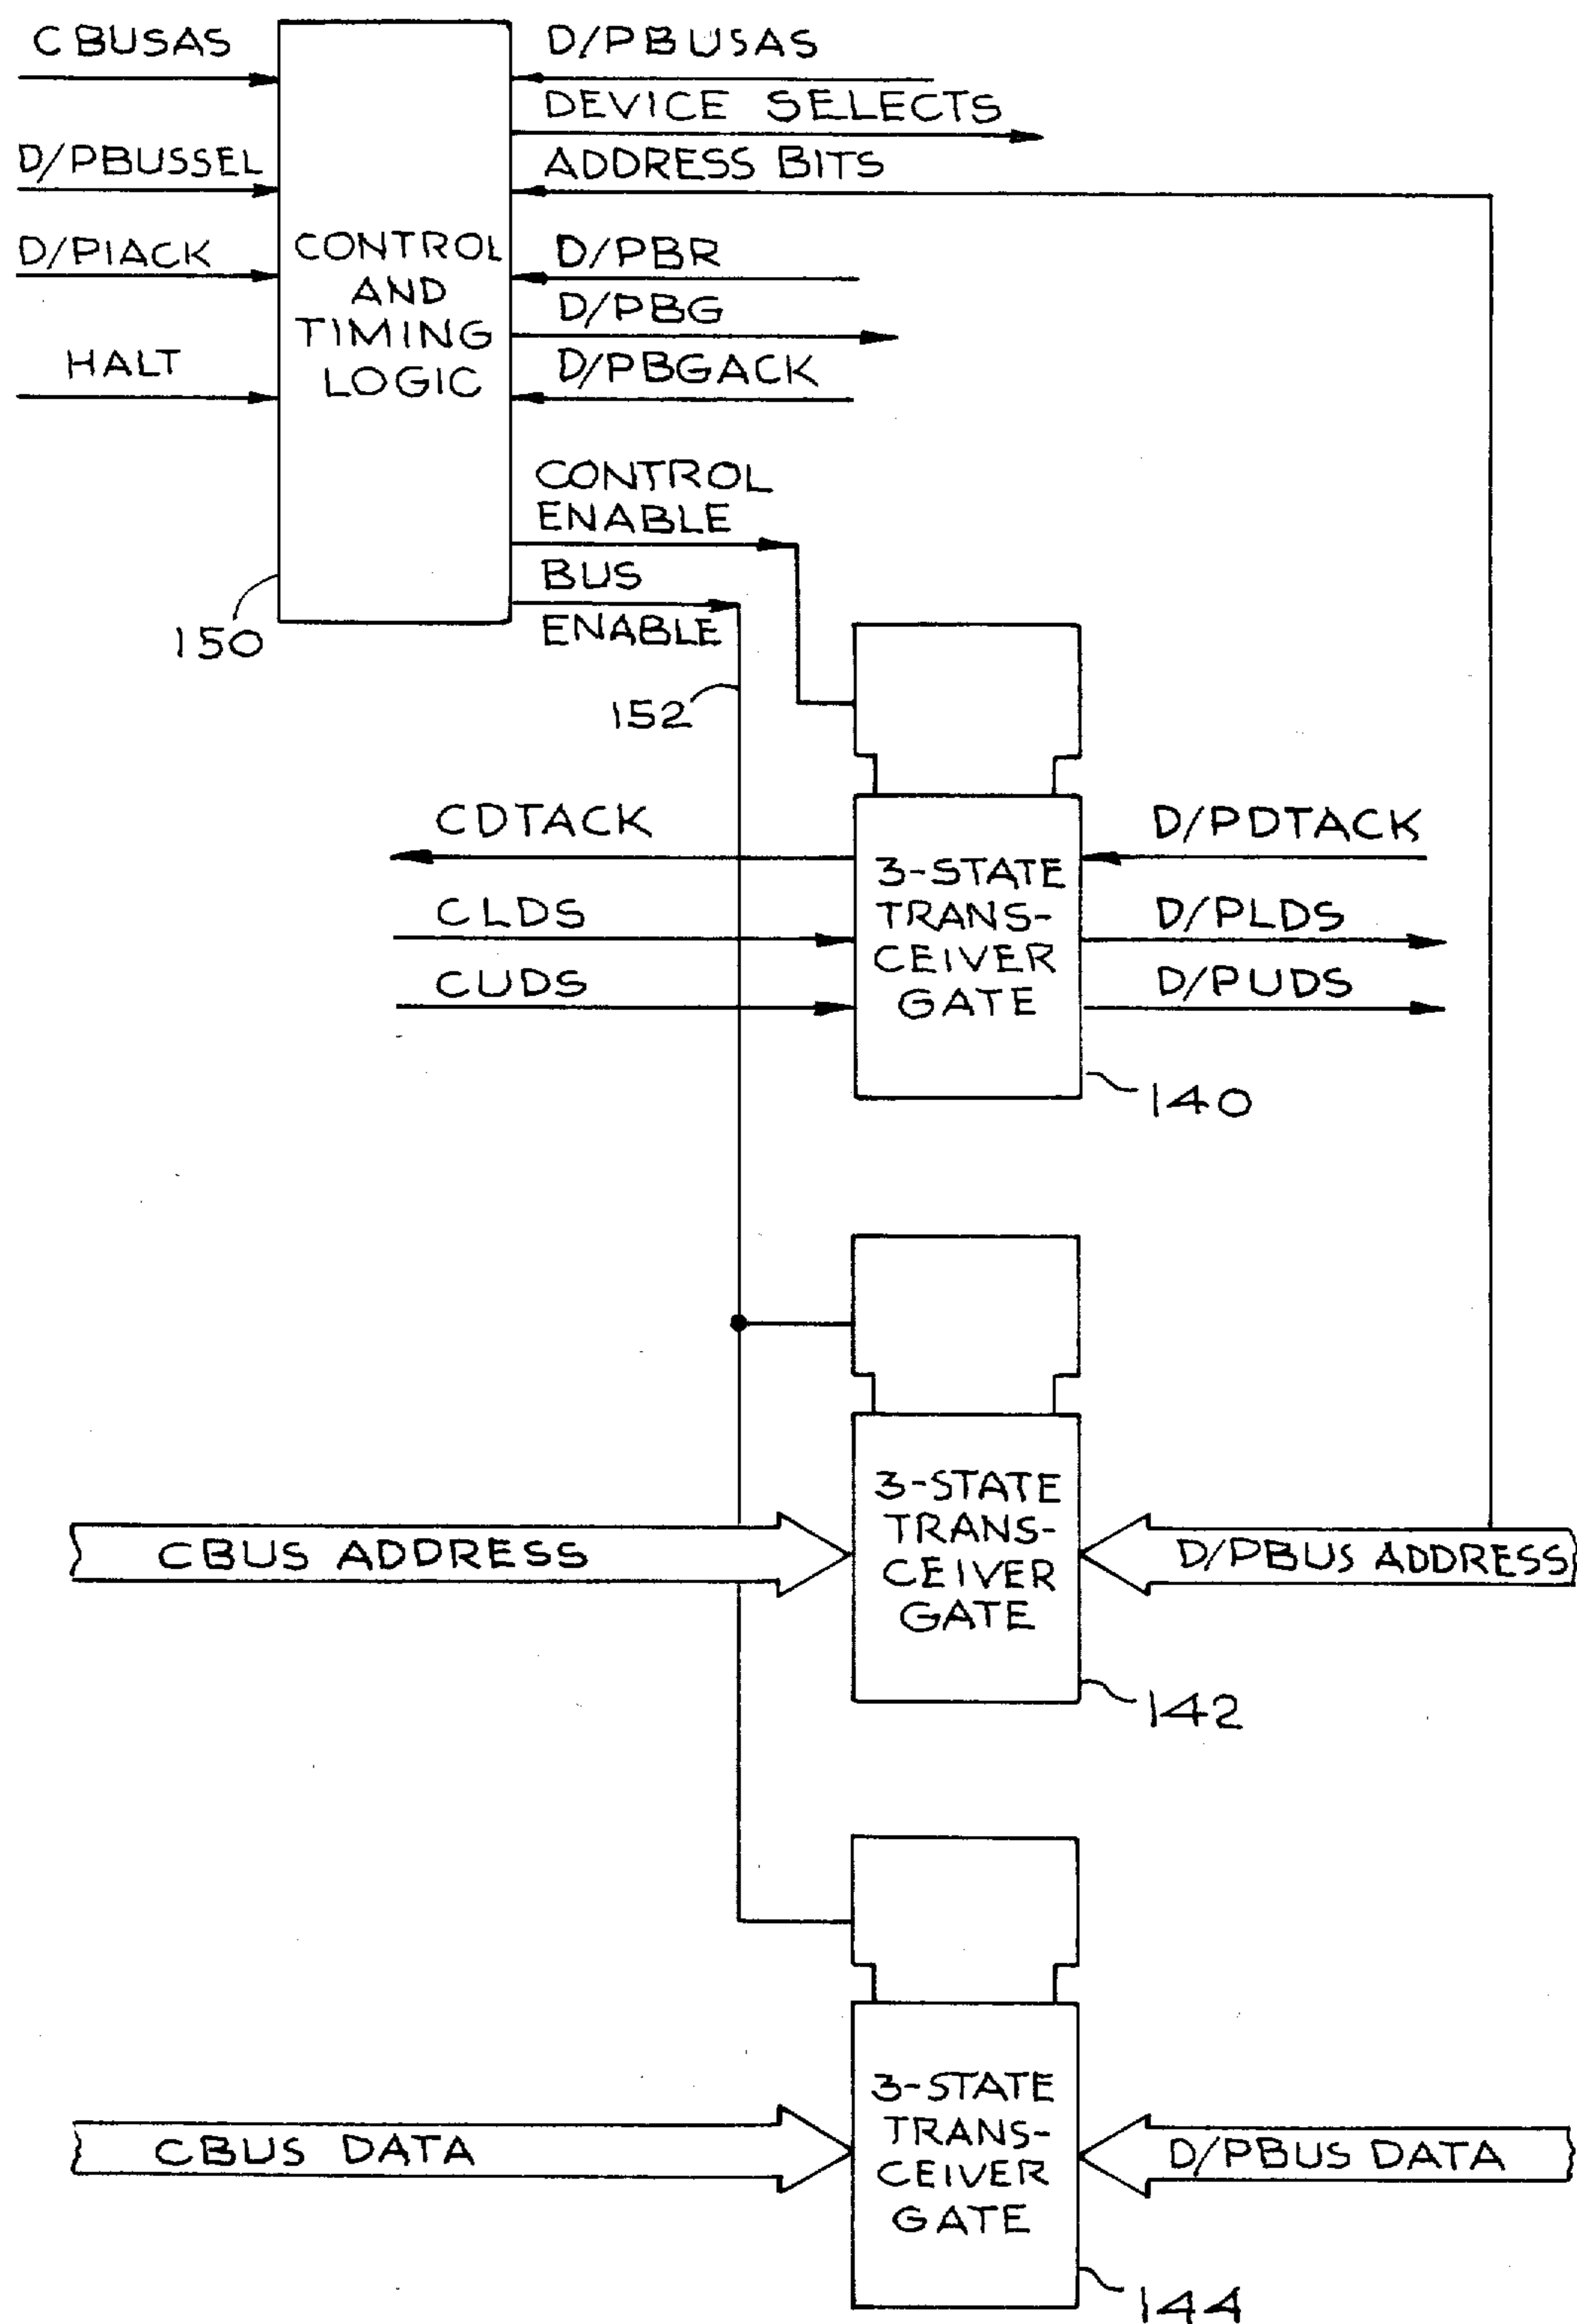 CBUSAS
D/PBUSAS
DEVICE SELECTS
D/PBUSSEL
ADDRESS BITS
D/PIACK
CONTROL
AND
TIMING
LOGIC
D/PBR
D/PBG
HALT
D/PBGACK
CONTROL
ENABLE
BUS
ENABLE
150
152
CDTACK
D/PDTACK
CLDS
D/PLDS
CUDS
D/PUDS
3-STATE
TRANS-
CEIVER
GATE
140
CBUS ADDRESS
3-STATE
TRANS-
CEIVER
GATE
D/PBUS ADDRESS
142
CBUS DATA
3-STATE
TRANS-
CEIVER
GATE
D/PBUS DATA
144